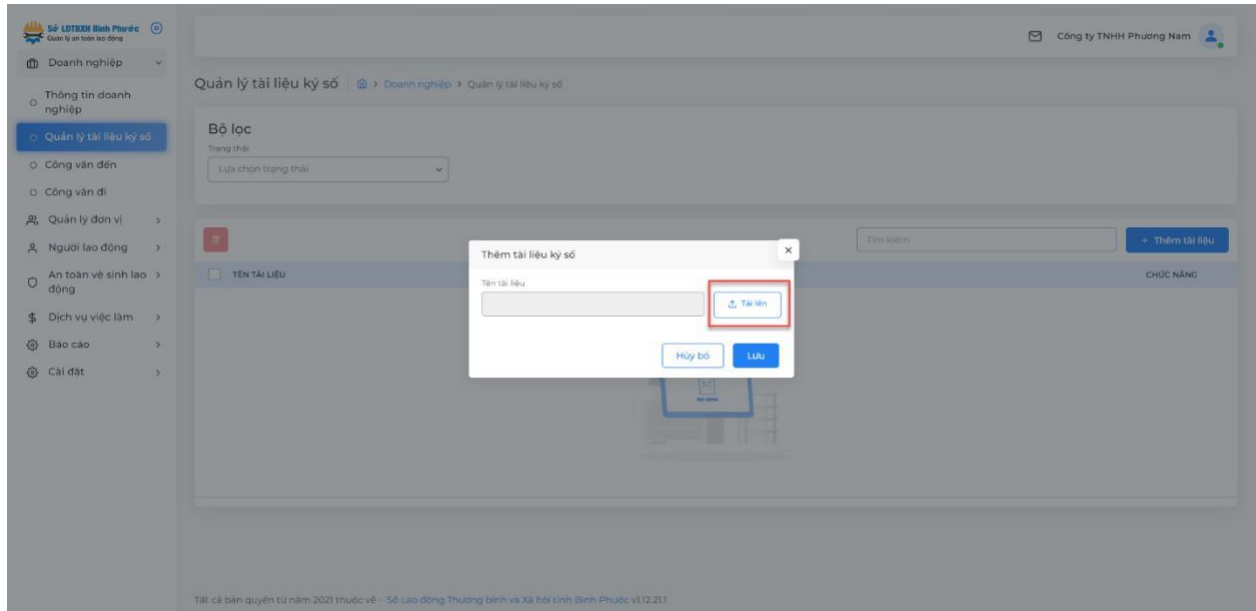 Sở LĐTBXH Bình Phước
Quản lý an toàn lao động
Công ty TNHH Phương Nam
Doanh nghiệp
Thông tin doanh
nghiệp
Quản lý tài liệu ký số
Công văn đến
Công văn đi
Quản lý đơn vị
Người lao động
An toàn vệ sinh lao
động
$ Dịch vụ việc làm
Báo cáo
Cài đặt
Quản lý tài liệu ký số
Doanh nghiệp > Quản lý tài liệu ký số
Bộ lọc
Trạng thái
Lựa chọn trạng thái
Tìm kiếm
+ Thêm tài liệu
TÊN TÀI LIỆU
CHỨC NĂNG
Thêm tài liệu ký số
×
Tên tài liệu
Tải lên
Hủy bỏ
Lưu
Tất cả bản quyền từ năm 2021 thuộc về - Sở Lao động Thương binh và Xã hội tỉnh Bình Phước v1.12.21.1